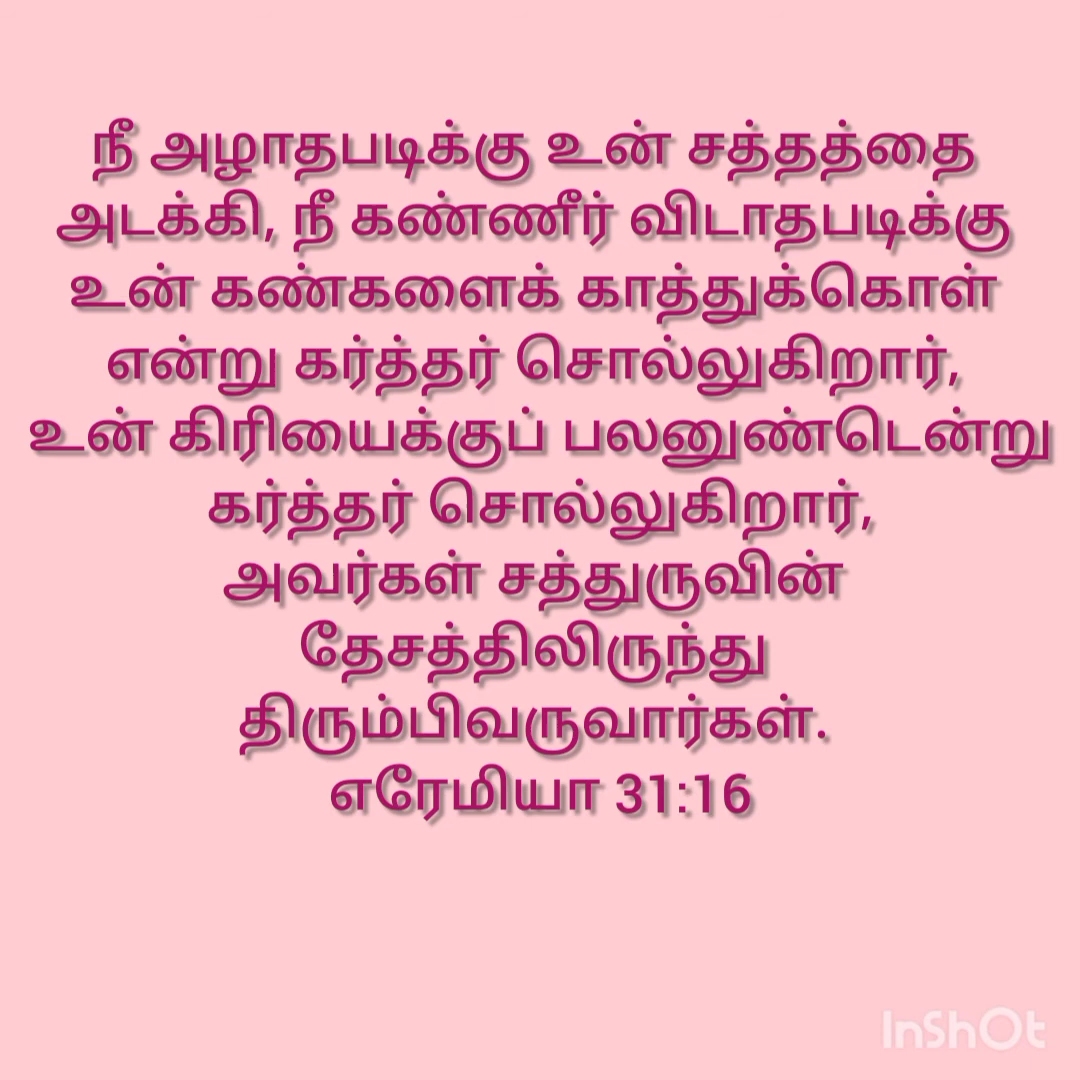 நீ அழாதபடிக்கு உன் சத்தத்தை
அடக்கி, நீ கண்ணீர் விடாதபடிக்கு
உன் கண்களைக் காத்துக்கொள்
என்று கர்த்தர் சொல்லுகிறார்,
உன் கிரியைக்குப் பலனுண்டென்று
கர்த்தர் சொல்லுகிறார்,
அவர்கள் சத்துருவின்
தேசத்திலிருந்து
திரும்பிவருவார்கள்.
எரேமியா 31:16
InShOt